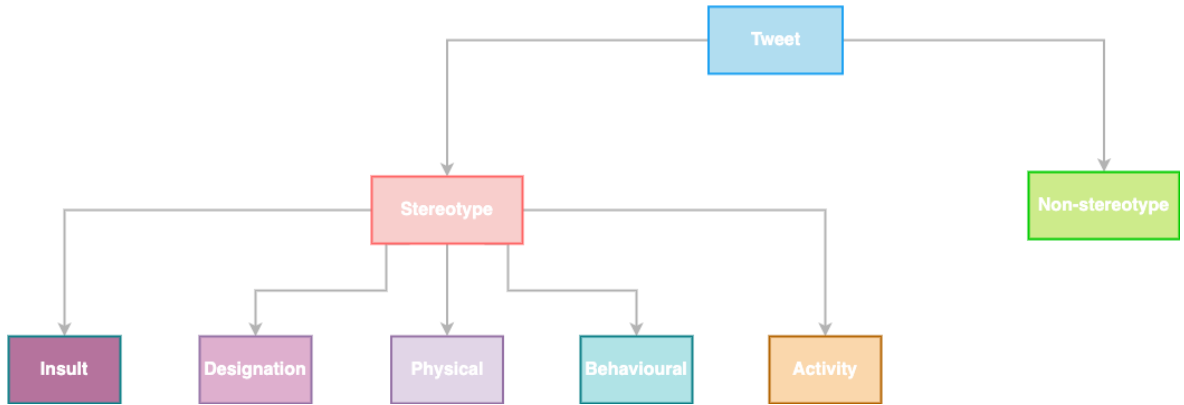 Tweet
Stereotype
Non-stereotype
Insult
Designation
Physical
Behavioural
Activity